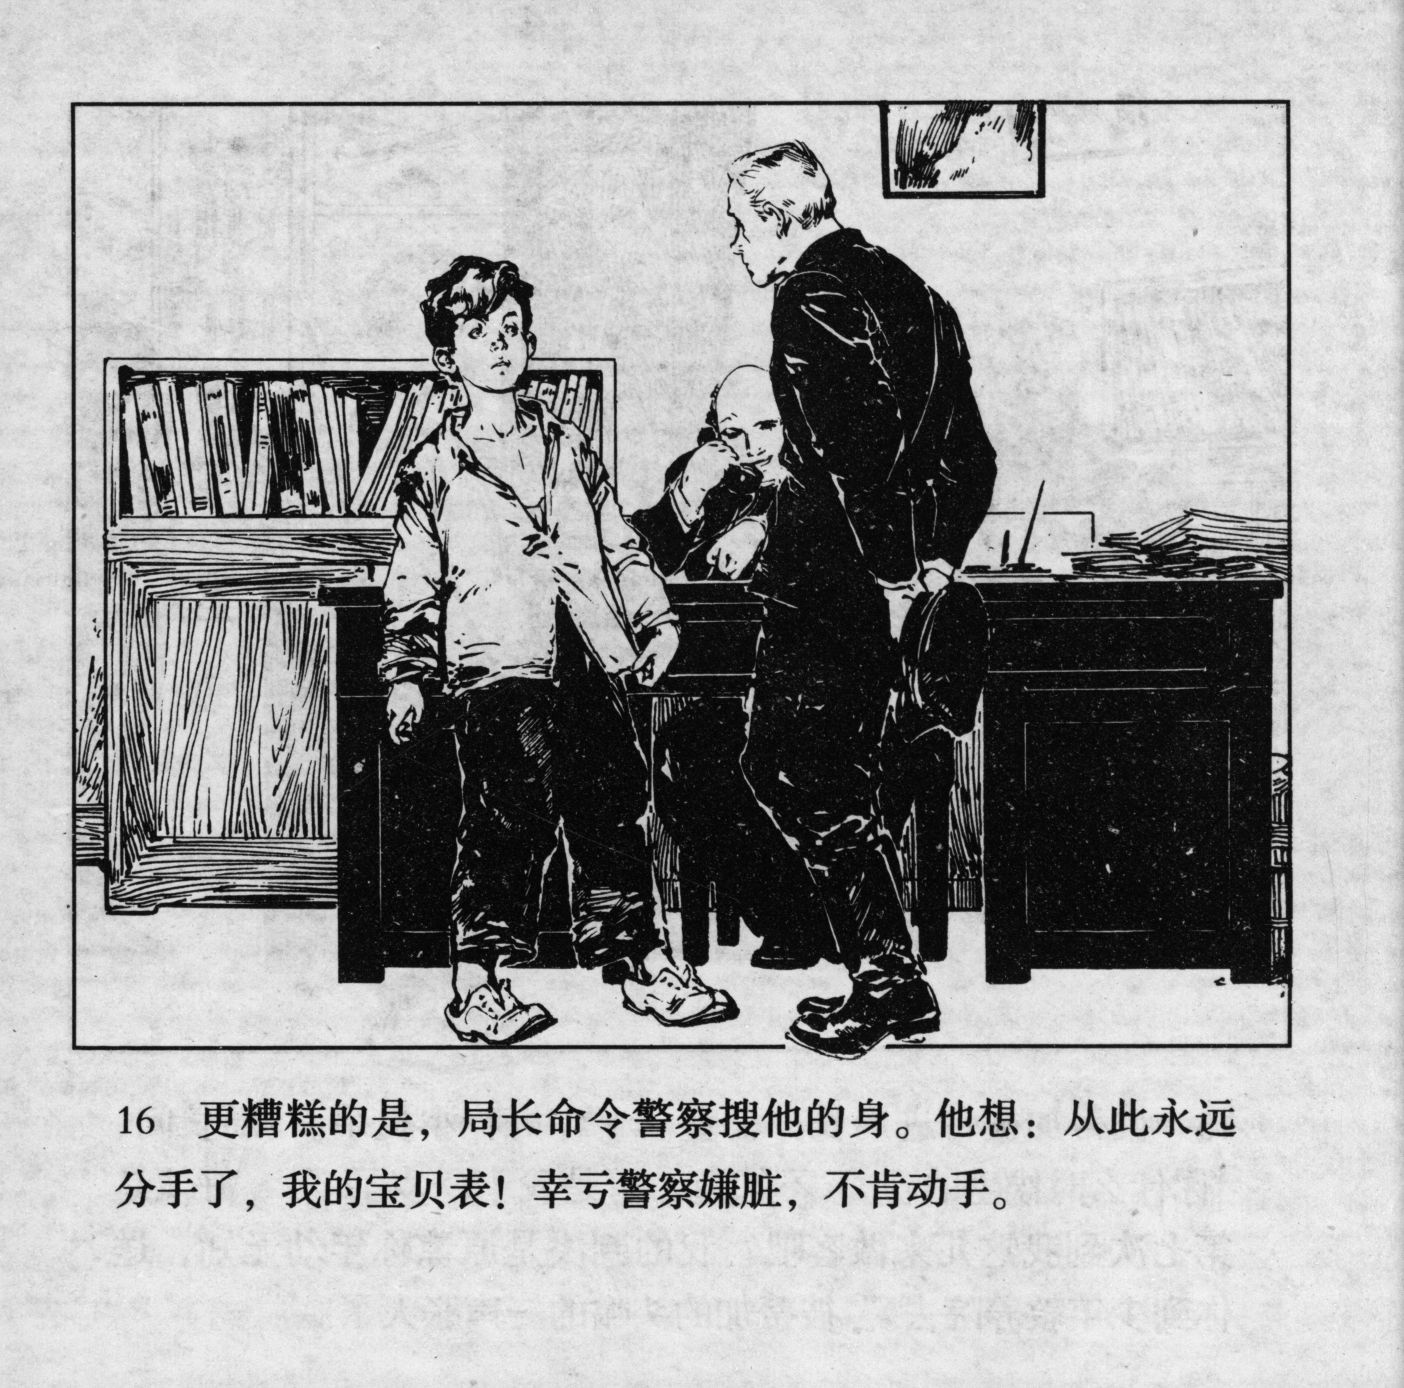 16 更糟糕的是，局长命令警察搜他的身。他想：从此永远
分手了，我的宝贝表！幸亏警察嫌脏，不肯动手。